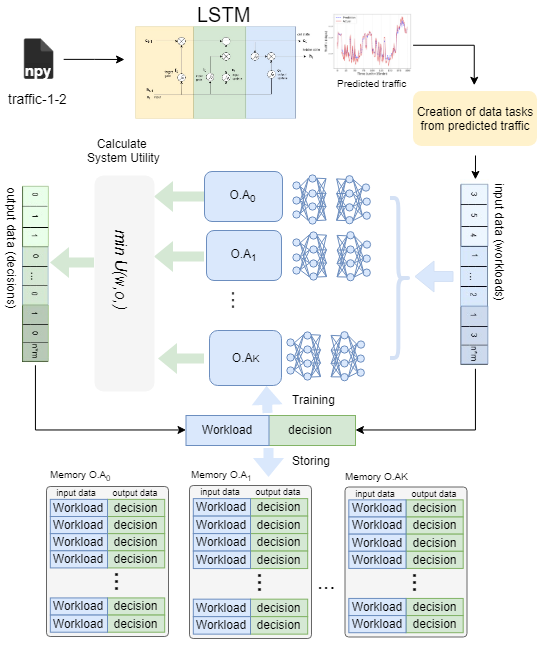 LSTM
npy
traffic-1-2
Predicted traffic
Creation of data tasks
from predicted traffic
Calculate
System Utility
output data (decisions)
0
1
1
0
...
0
1
0
n*m
min U(w,o,)
O.A0
O.A1
O.AK
input data (workloads)
3
5
4
1
...
2
1
3
n*m
Training
Workload decision
Storing
Memory O.A0
input data output data
Workload decision
Workload decision
Workload decision
Workload decision
Workload decision
Workload decision
Memory O.A1
input data output data
Workload decision
Workload decision
Workload decision
Workload decision
Workload decision
Workload decision
...
Memory O.AK
input data output data
Workload decision
Workload decision
Workload decision
Workload decision
Workload decision
Workload decision